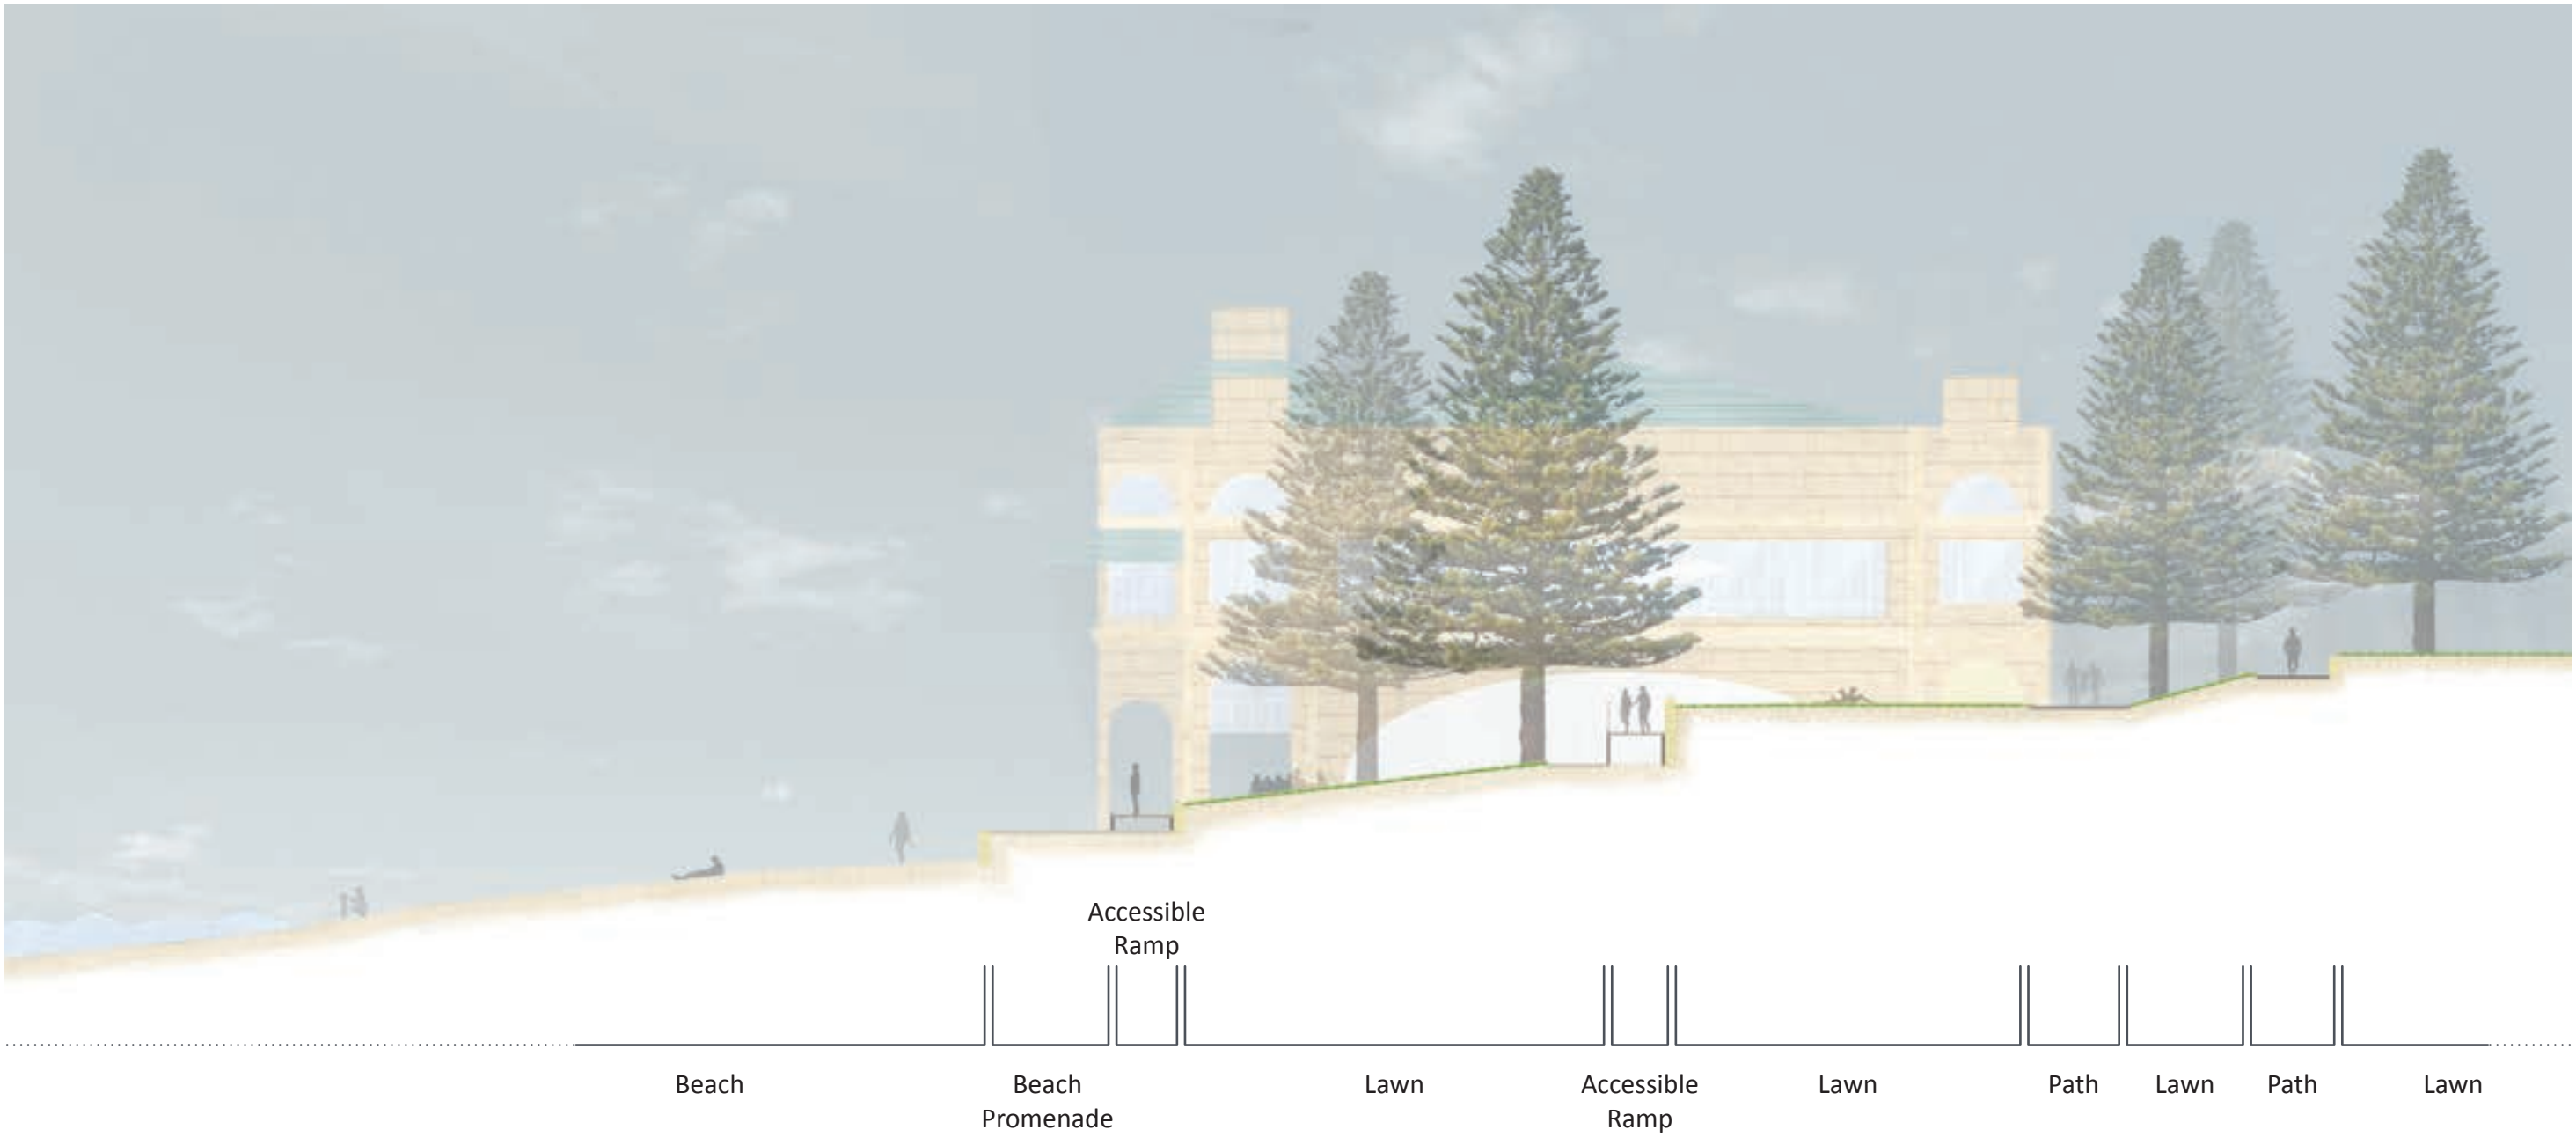 Accessible
Ramp
Beach
Beach
Promenade
Lawn
Accessible
Ramp
Lawn
Path
Lawn
Path
Lawn